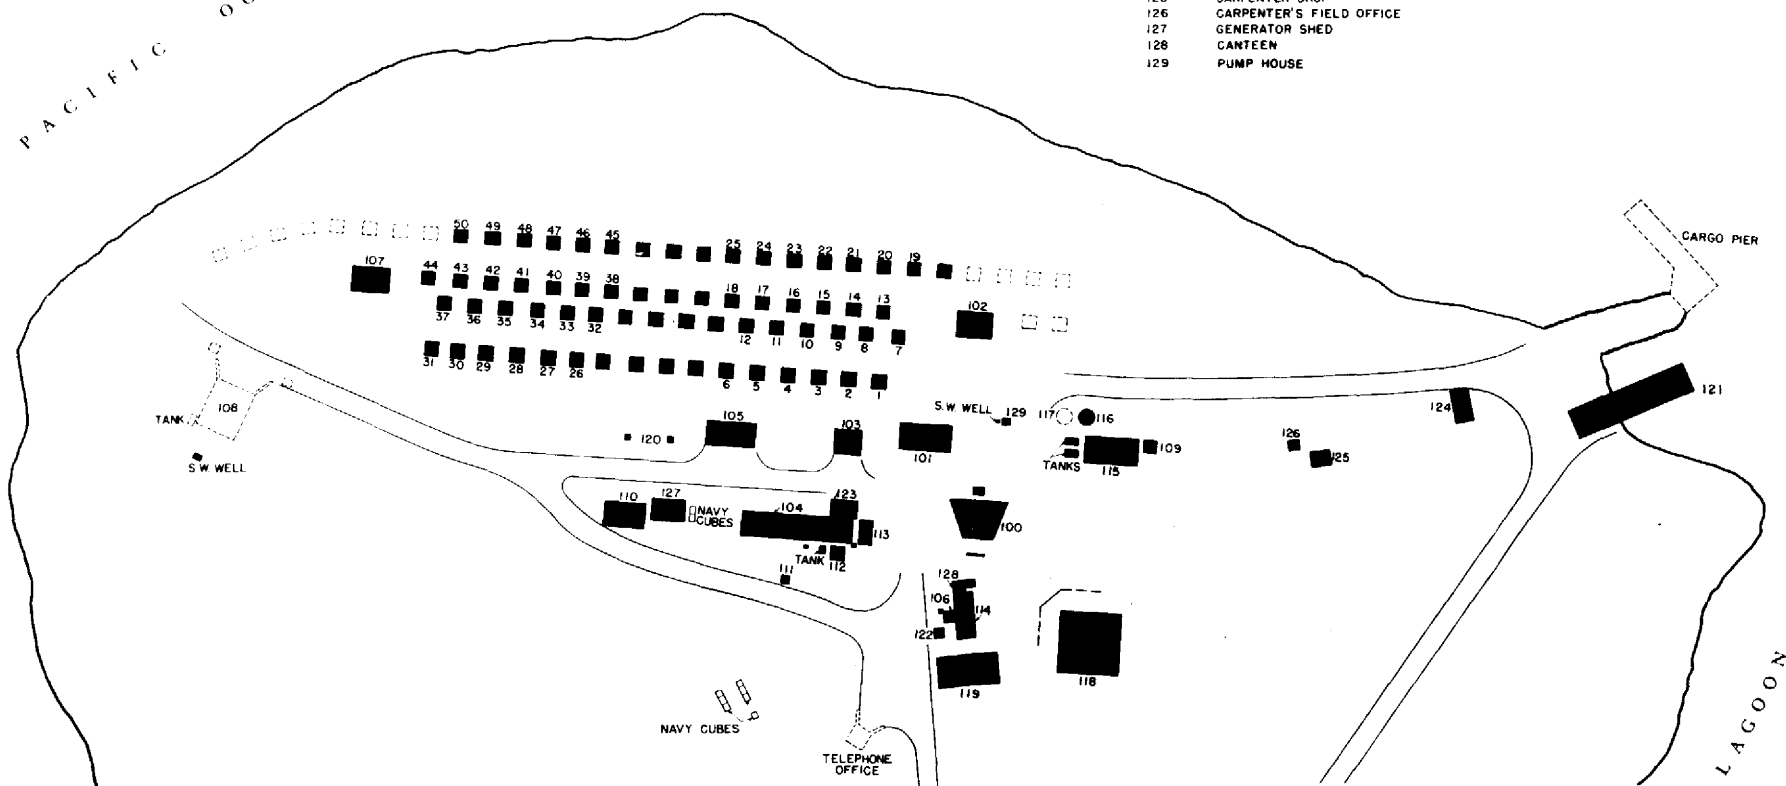 PACIFIC
126 CARPENTER'S FIELD OFFICE
127 GENERATOR SHED
128 CANTEEN
129 PUMP HOUSE
CARGO PIER
50 49 48 47 46 45 25 24 23 22 21 20 19
107 44 43 42 41 40 39 38 18 17 16 15 14 13 102
37 36 35 34 33 32 12 11 10 9 8 7
31 30 29 28 27 26 6 5 4 3 2 1
108
TANK
S.W. WELL
120 105 103 101
S.W. WELL 129 117 116
TANKS 115 109
126 125 124 121
110 127 NAVY
CUBES
104 123 113
100
TANK 112
111
128
106 114
122
119
118
NAVY CUBES
TELEPHONE
OFFICE
LAGOON